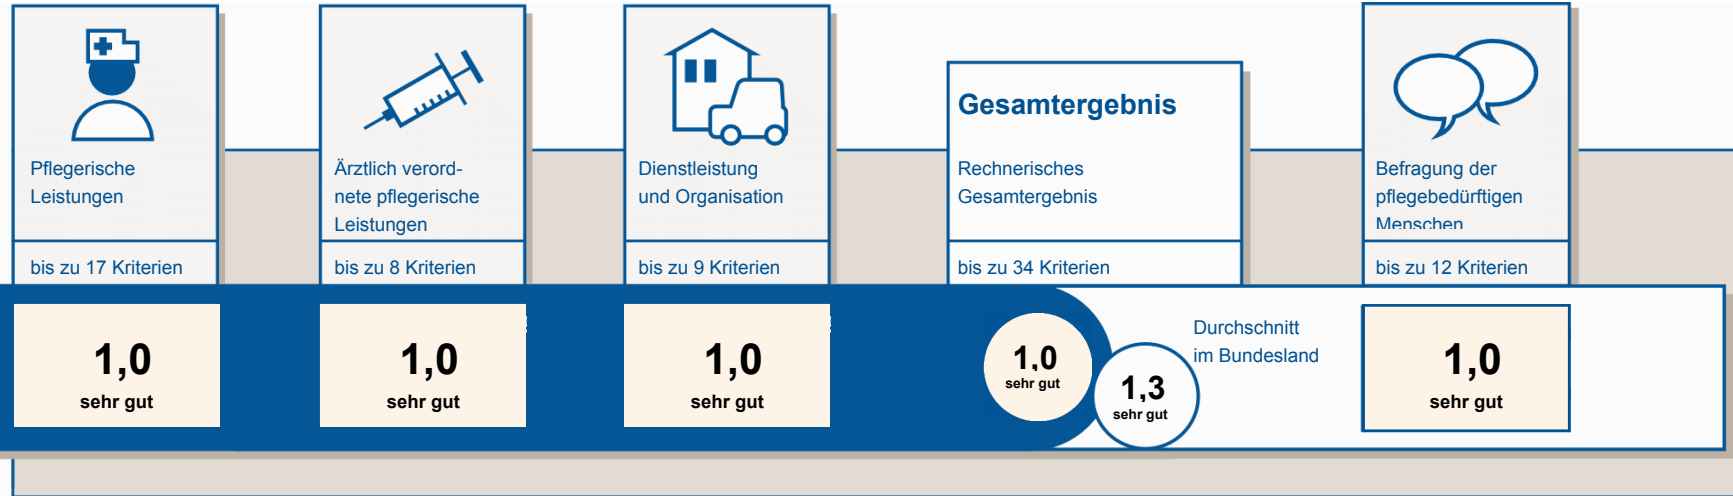 Pflegerische
Leistungen
bis zu 17 Kriterien
1,0
sehr gut
Ärztlich verord-
nete pflegerische
Leistungen
bis zu 8 Kriterien
1,0
sehr gut
Dienstleistung
und Organisation
bis zu 9 Kriterien
1,0
sehr gut
Gesamtergebnis
Rechnerisches
Gesamtergebnis
bis zu 34 Kriterien
1,0
sehr gut
1,3
sehr gut
Durchschnitt
im Bundesland
Befragung der
pflegebedürftigen
Menschen
bis zu 12 Kriterien
1,0
sehr gut